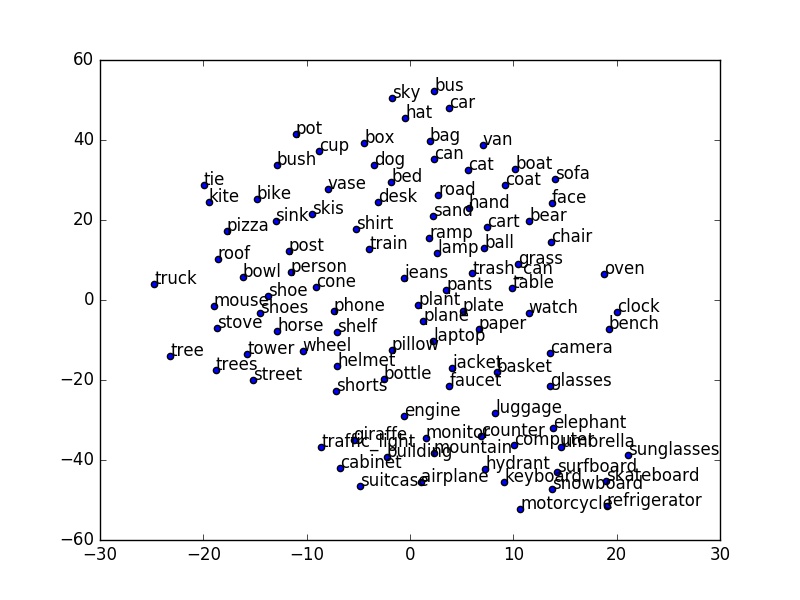 60
sky bus
car
hat
pot
40
box bag van
cup
bush dog can
cat boat
tie bed coat sofa
kite bike vase desk road face
hand
20
pizza sink skis shirt sand cart bear
ramp
roof post train lamp ball chair
bowl person jeans trash_can grass oven
truck shoe cone pants table
0
mouse shoes phone plant plate watch clock
stove horse shelf plane paper bench
laptop
tree tower wheel pillow camera
trees helmet jacket basket
−20
street shorts bottle faucet glasses
engine luggage
elephant
giraffe monitor counter
traffic_light computer umbrella
building mountain sunglasses
−40
cabinet hydrant surfboard
suitcase airplane keyboard snowboard skateboard
motorcycle refrigerator
−60
−30 −20 −10 0 10 20 30